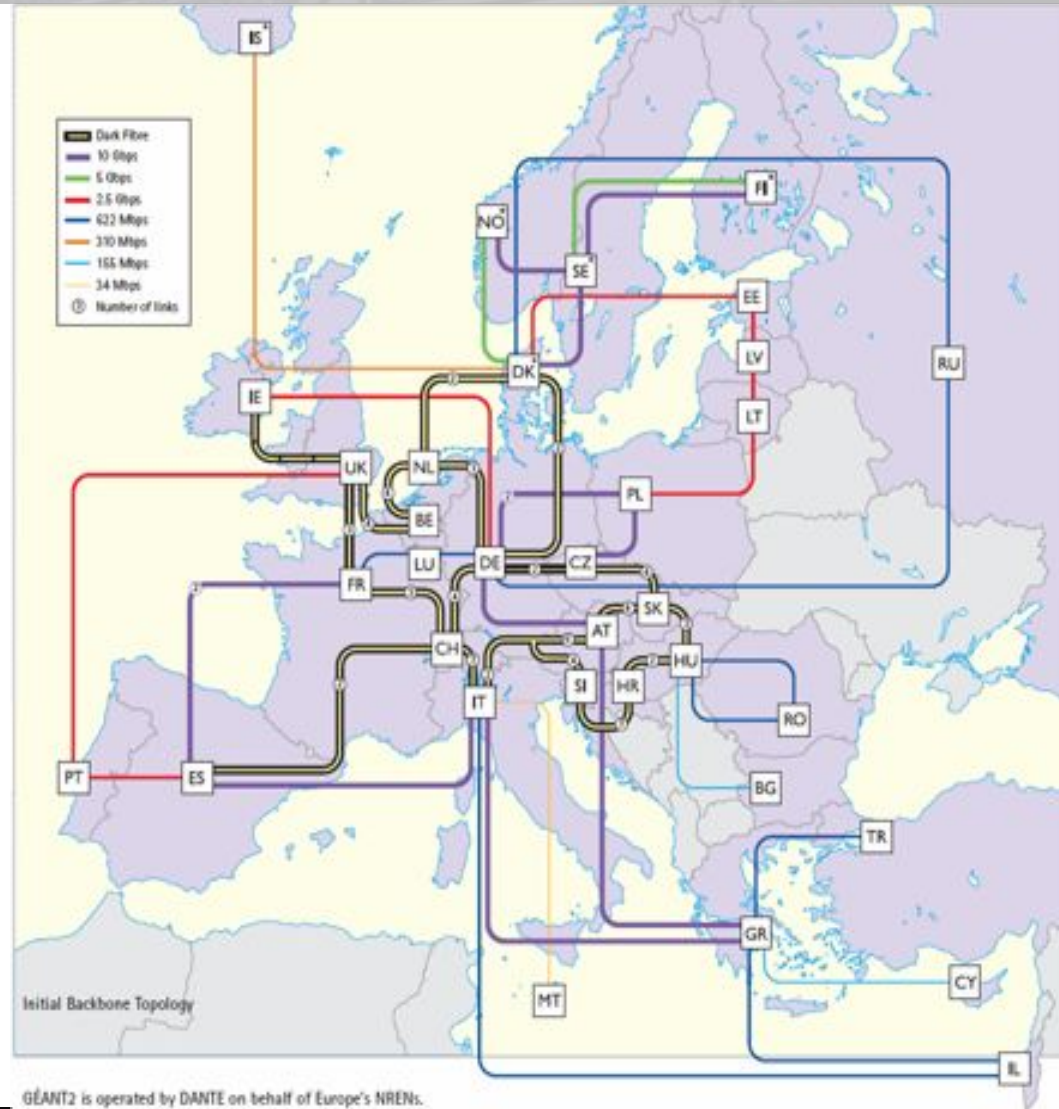 IS*
Dark Fibre
10 Gbps
5 Gbps
2.5 Gbps
622 Mbps
310 Mbps
155 Mbps
34 Mbps
Number of links
FI*
NO*
SE*
EE
LV
RU
DK*
IE
LT
UK
NL
PL
BE
DE
CZ
LU
FR
SK
AT
CH
HU
SI
HR
IT
RO
PT
ES
BG
TR
GR
CY
MT
Initial Backbone Topology
IL
GÉANT2 is operated by DANTE on behalf of Europe's NRENs.